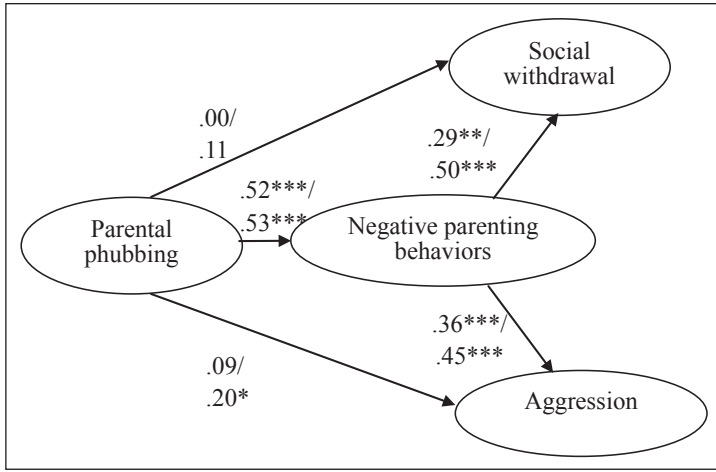 Social
withdrawal
.00/
.11
.29**/
.50***
.52***/
.53***
Parental
phubbing
Negative parenting
behaviors
.36***/
.45***
.09/
.20*
Aggression